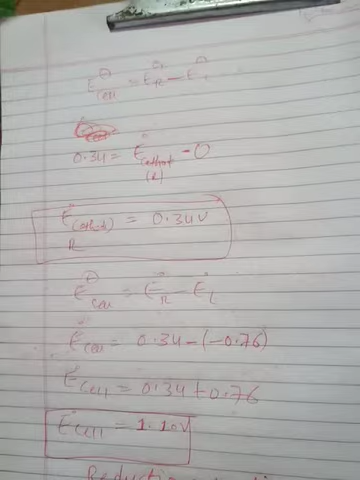 E⊖cell = E⊖R − E⊖L
0.34 = E°cathode − 0
(R)
E°(cathode) = 0.34V
R
E⊖cell = E°R − E°L
E°cell = 0.34 − (−0.76)
E°cell = 0.34 + 0.76
E°cell = 1.10V